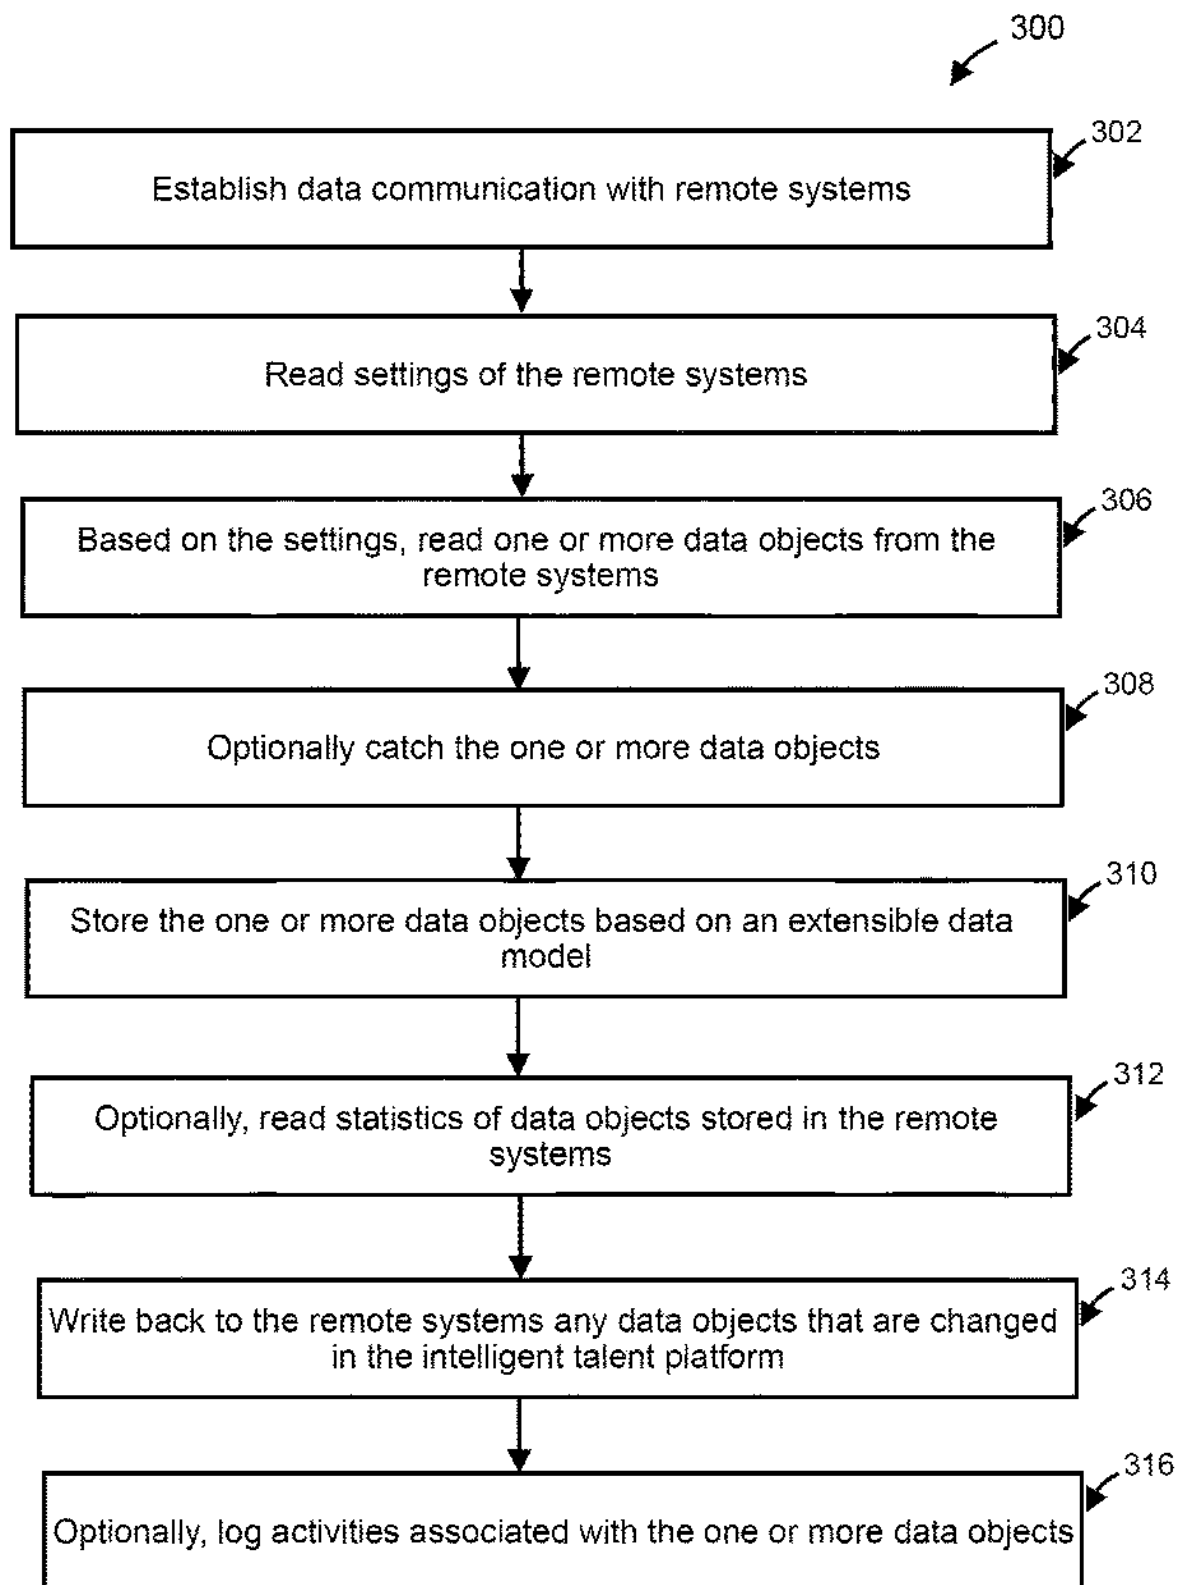 300
302
Establish data communication with remote systems
304
Read settings of the remote systems
306
Based on the settings, read one or more data objects from the
remote systems
308
Optionally catch the one or more data objects
310
Store the one or more data objects based on an extensible data
model
312
Optionally, read statistics of data objects stored in the remote
systems
314
Write back to the remote systems any data objects that are changed
in the intelligent talent platform
316
Optionally, log activities associated with the one or more data objects